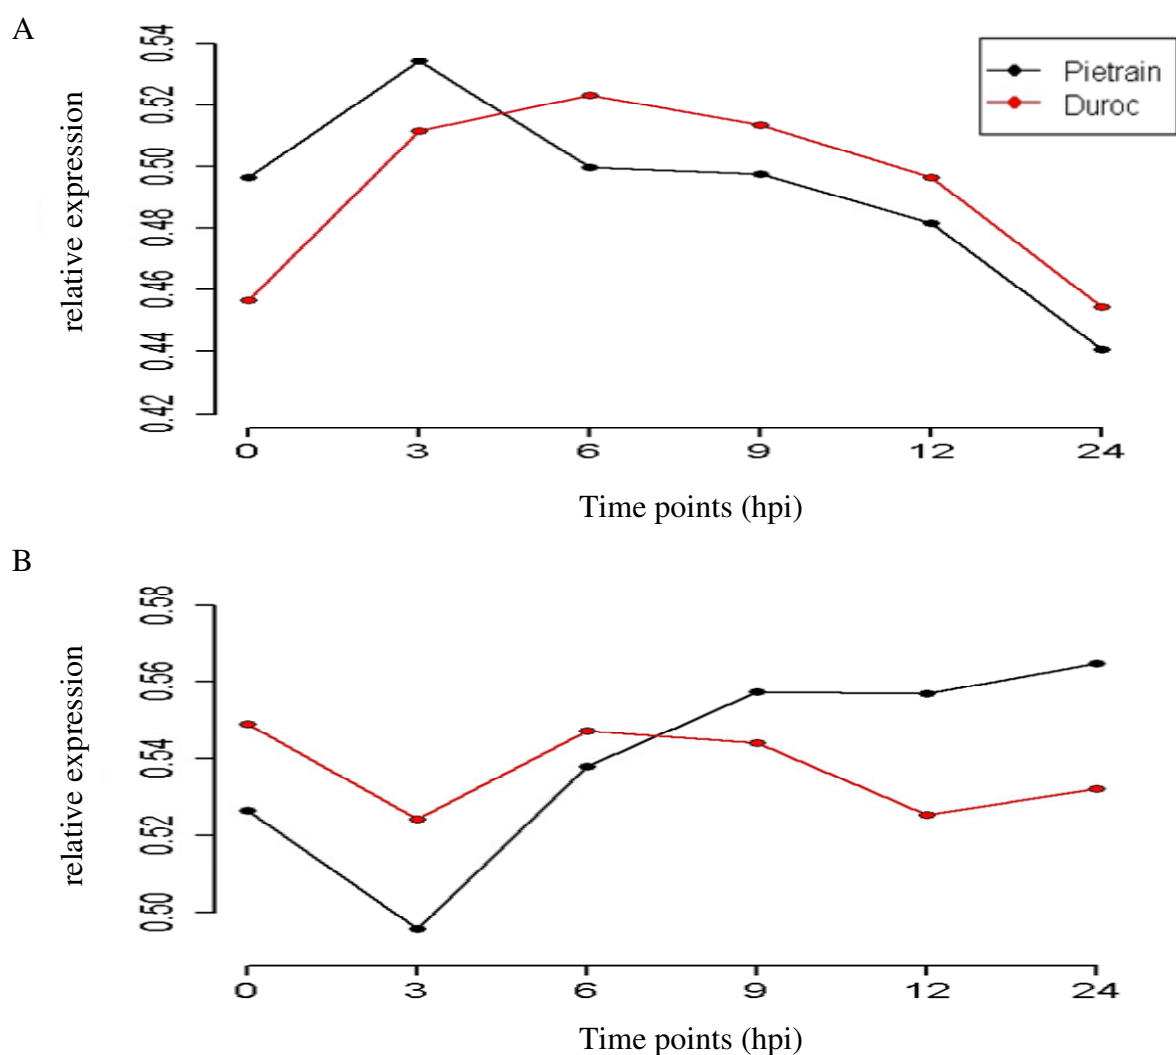 A
relative expression
0.54
0.52
0.50
0.48
0.46
0.44
0.42
Pietrain
Duroc
0 3 6 9 12 24
Time points (hpi)
B
relative expression
0.58
0.56
0.54
0.52
0.50
0 3 6 9 12 24
Time points (hpi)